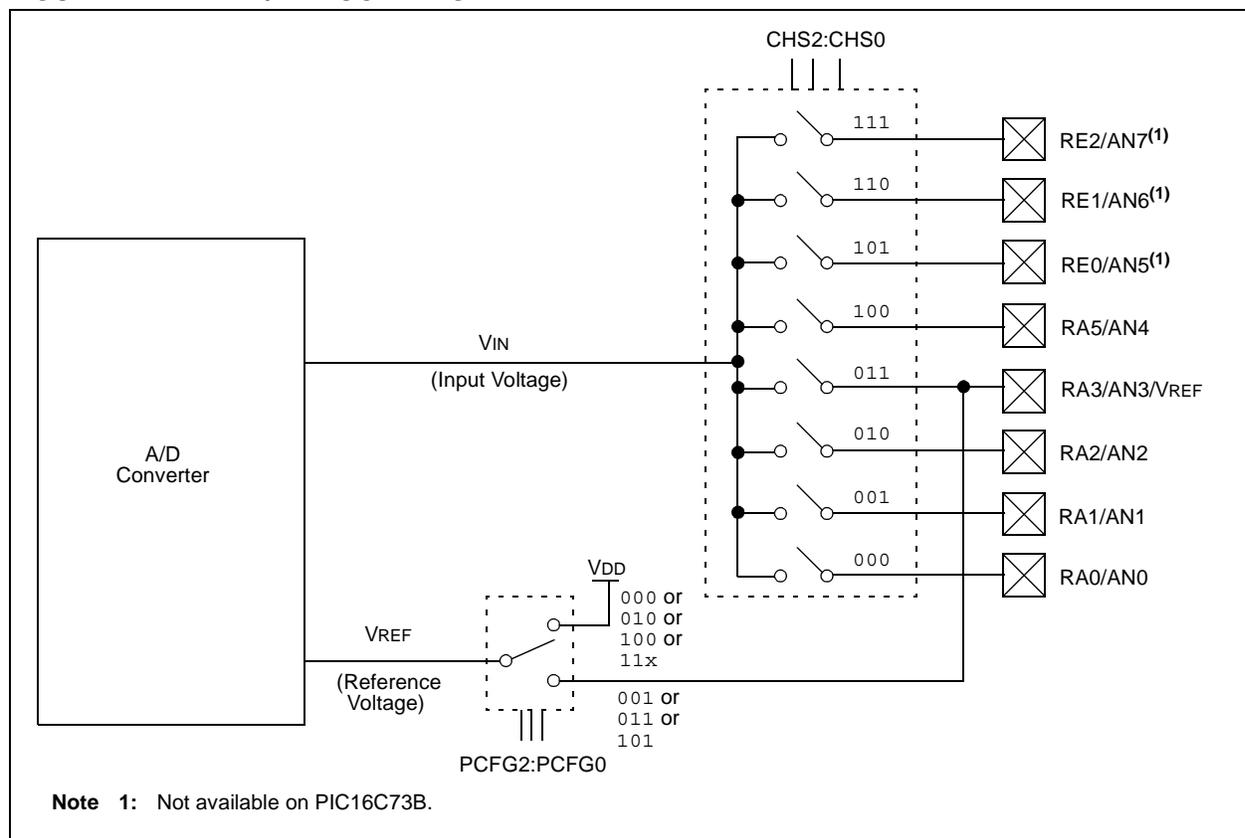 CHS2:CHS0
111
RE2/AN7(1)
110
RE1/AN6(1)
101
RE0/AN5(1)
100
RA5/AN4
VIN
(Input Voltage)
011
RA3/AN3/VREF
A/D
Converter
010
RA2/AN2
001
RA1/AN1
000
RA0/AN0
VDD
000 or
010 or
100 or
11x
VREF
(Reference
Voltage)
001 or
011 or
101
PCFG2:PCFG0
Note 1: Not available on PIC16C73B.